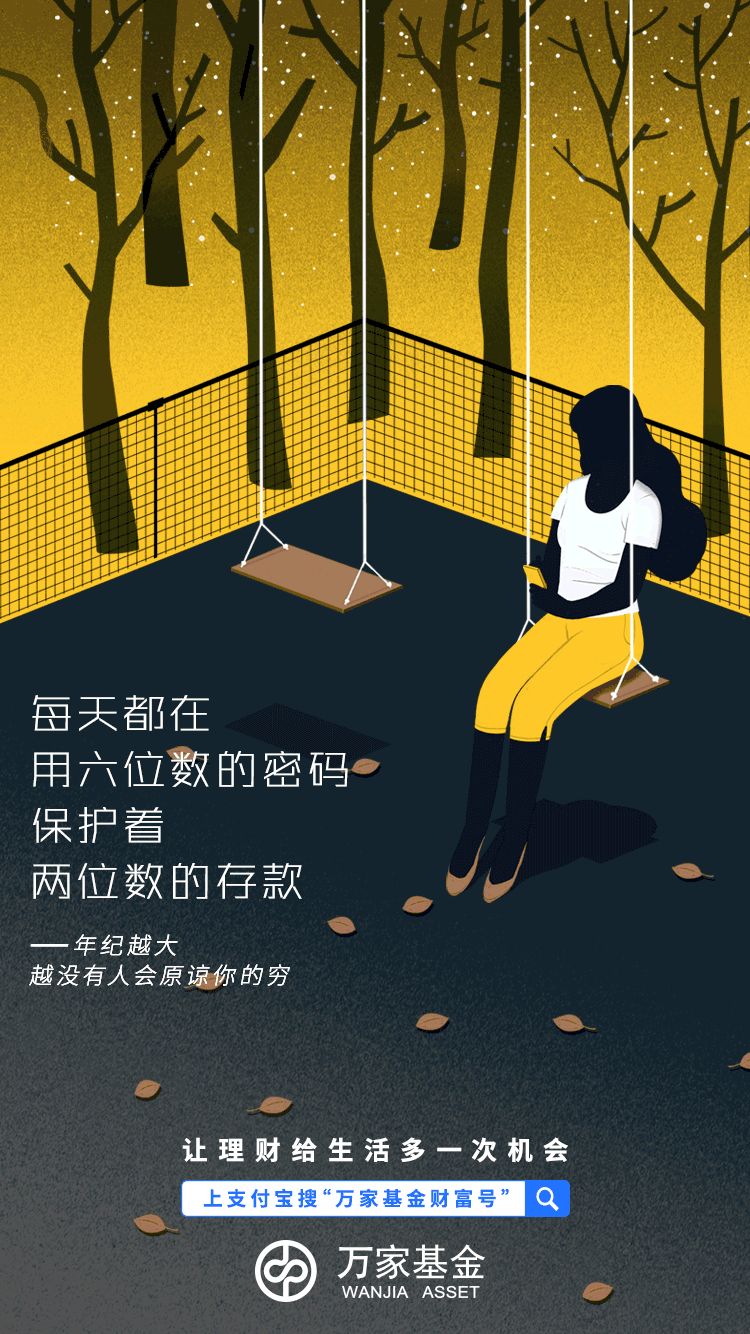 每天都在
用六位数的密码
保护着
两位数的存款
——年纪越大
越没有人会原谅你的穷
让理财给生活多一次机会
上支付宝搜“万家基金财富号”
万家基金
WANJIA ASSET